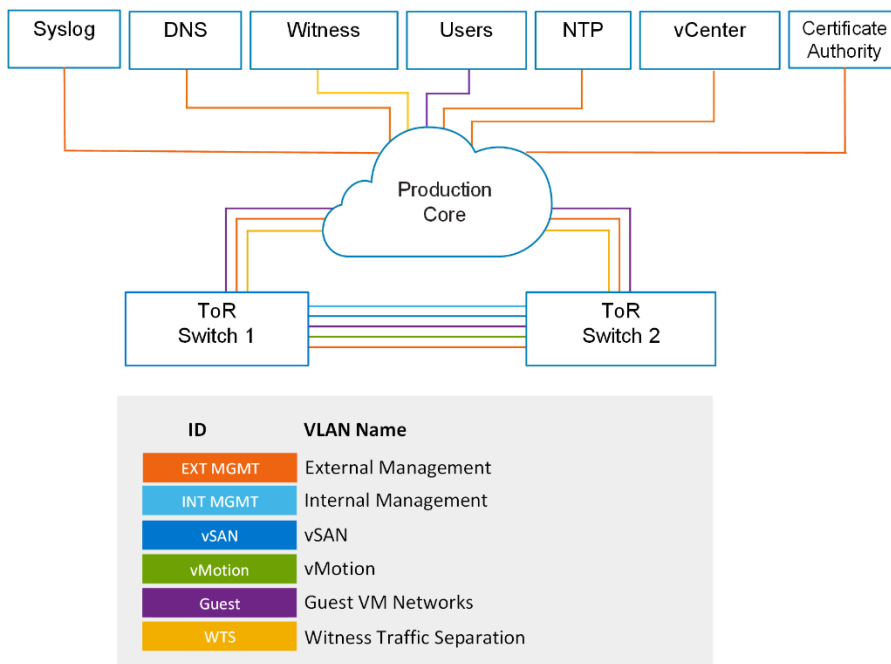 Syslog
DNS
Witness
Users
NTP
vCenter
Certificate
Authority
Production
Core
ToR
Switch 1
ToR
Switch 2
ID VLAN Name
EXT MGMT External Management
INT MGMT Internal Management
vSAN vSAN
vMotion vMotion
Guest Guest VM Networks
WTS Witness Traffic Separation